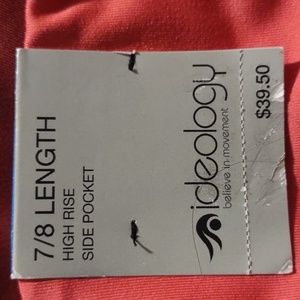 7/8 LENGTH
HIGH RISE
SIDE POCKET
ideology
believe in movement
$39.50